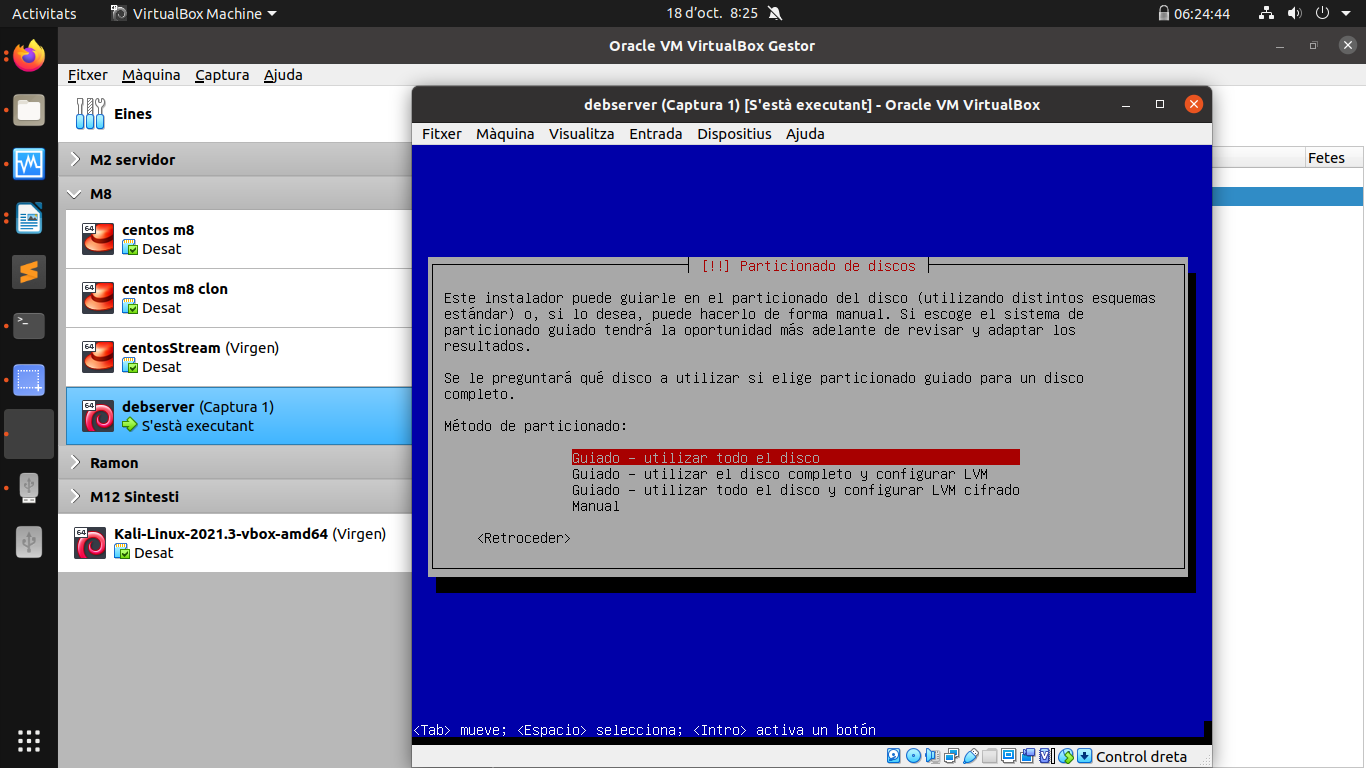 Activitats
VirtualBox Machine
18 d'oct. 8:25
06:24:44
Oracle VM VirtualBox Gestor
Fitxer Màquina Captura Ajuda
Eines
M2 servidor
M8
64
centos m8
Desat
64
centos m8 clon
Desat
64
centosStream (Virgen)
Desat
64
debserver (Captura 1)
S'està executant
Ramon
M12 Sintesti
64
Kali-Linux-2021.3-vbox-amd64 (Virgen)
Desat
Fetes
debserver (Captura 1) [S'està executant] - Oracle VM VirtualBox
Fitxer Màquina Visualitza Entrada Dispositius Ajuda
[!!] Particionado de discos
Este instalador puede guiarle en el particionado del disco (utilizando distintos esquemas
estándar) o, si lo desea, puede hacerlo de forma manual. Si escoge el sistema de
particionado guiado tendrá la oportunidad más adelante de revisar y adaptar los
resultados.
Se le preguntará qué disco a utilizar si elige particionado guiado para un disco
completo.
Método de particionado:
Guiado - utilizar todo el disco
Guiado - utilizar el disco completo y configurar LVM
Guiado - utilizar todo el disco y configurar LVM cifrado
Manual
<Retroceder>
<Tab> mueve; <Espacio> selecciona; <Intro> activa un botón
Control dreta